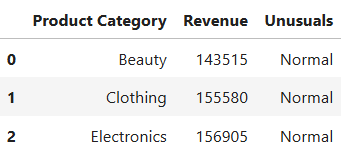 Product Category Revenue Unusuals
0 Beauty 143515 Normal
1 Clothing 155580 Normal
2 Electronics 156905 Normal